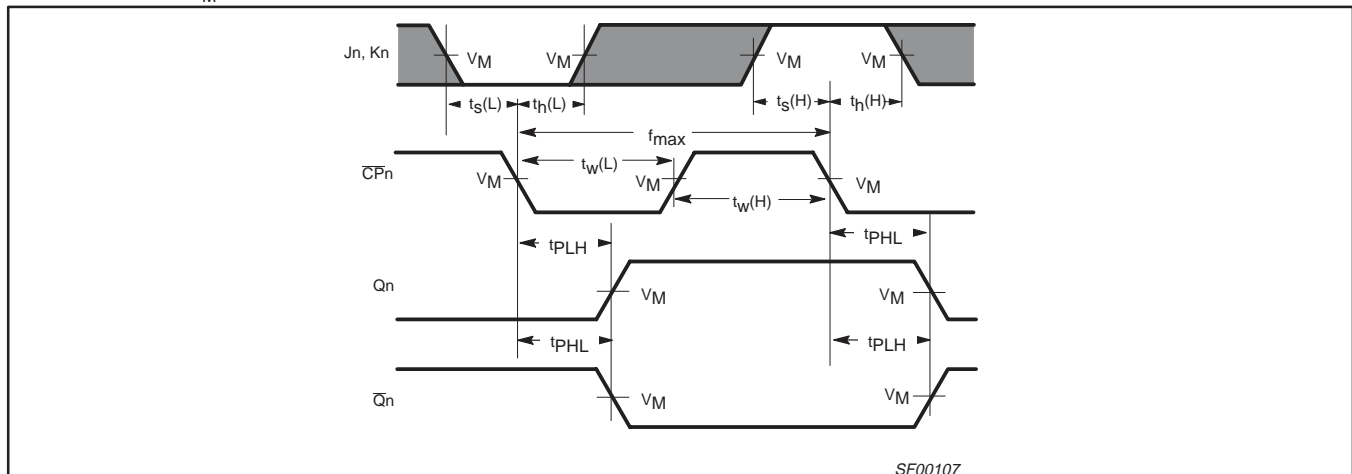 M
Jn, Kn VM VM VM VM
ts(L) th(L) ts(H) th(H)
fmax
CPn VM tw(L) VM tw(H) VM
tPLH tPHL
Qn VM VM
tPHL tPLH
Qn VM VM
SF00107